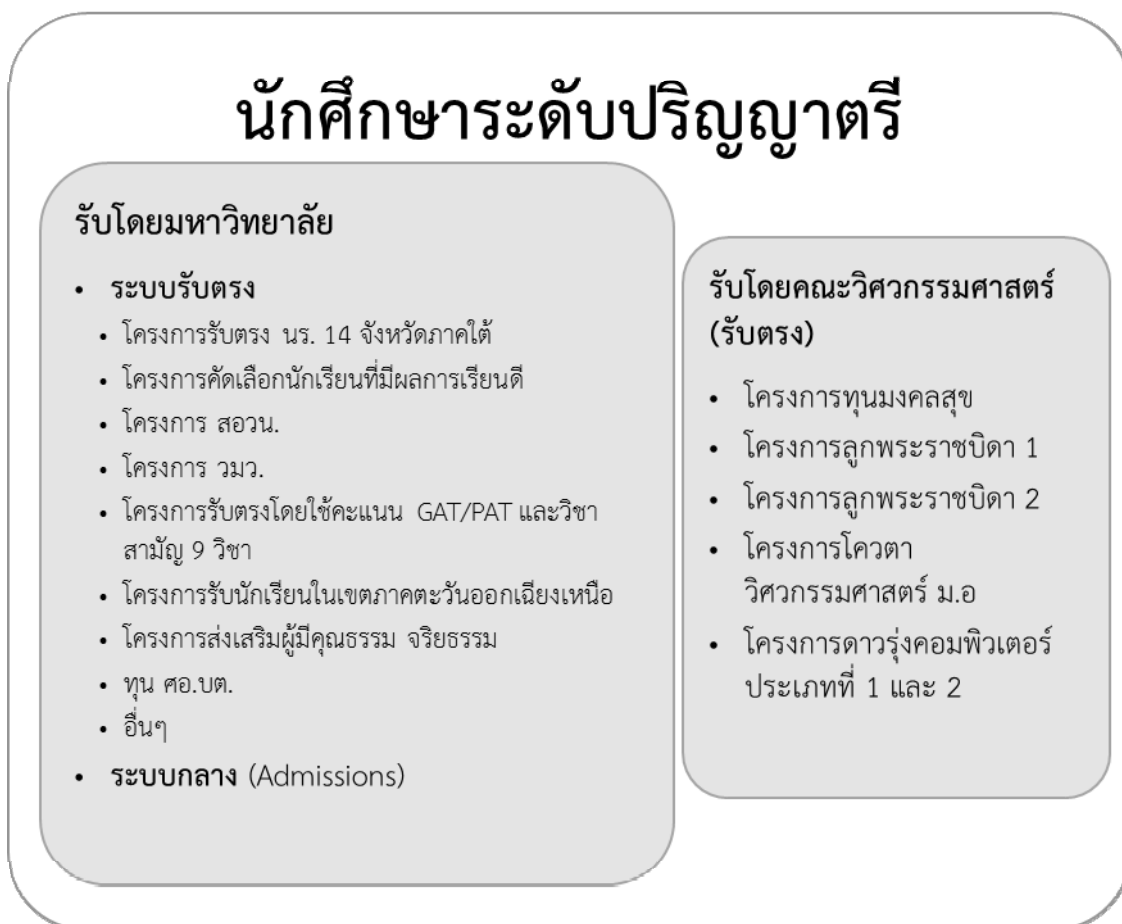 นักศึกษาระดับปริญญาตรี
รับโดยมหาวิทยาลัย
• ระบบรับตรง
• โครงการรับตรง นร. 14 จังหวัดภาคใต้
• โครงการคัดเลือกนักเรียนที่มีผลการเรียนดี
• โครงการ สอวน.
• โครงการ วมว.
• โครงการรับตรงโดยใช้คะแนน GAT/PAT และวิชา
สามัญ 9 วิชา
• โครงการรับนักเรียนในเขตภาคตะวันออกเฉียงเหนือ
• โครงการส่งเสริมผู้มีคุณธรรม จริยธรรม
• ทุน ศอ.บต.
• อื่นๆ
• ระบบกลาง (Admissions)
รับโดยคณะวิศวกรรมศาสตร์
(รับตรง)
• โครงการทุนมงคลสุข
• โครงการลูกพระราชบิดา 1
• โครงการลูกพระราชบิดา 2
• โครงการโควตา
วิศวกรรมศาสตร์ ม.อ
• โครงการดาวรุ่งคอมพิวเตอร์
ประเภทที่ 1 และ 2